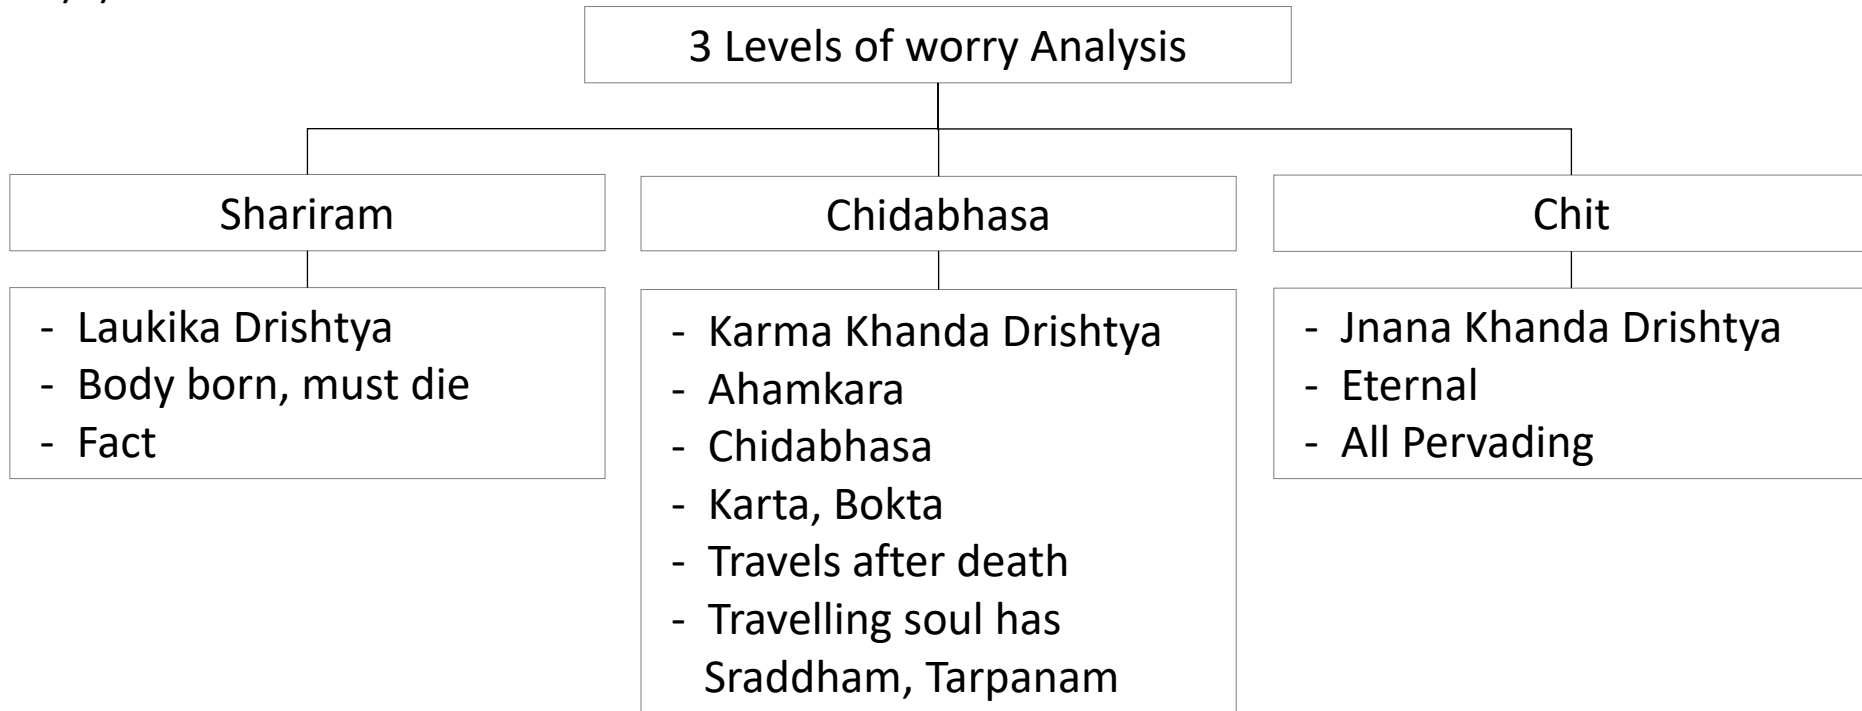 3 Levels of worry Analysis
Shariram
Chidabhasa
Chit
- Laukika Drishtya
- Body born, must die
- Fact
- Karma Khanda Drishtya
- Ahamkara
- Chidabhasa
- Karta, Bokta
- Travels after death
- Travelling soul has
Sraddham, Tarpanam
- Jnana Khanda Drishtya
- Eternal
- All Pervading